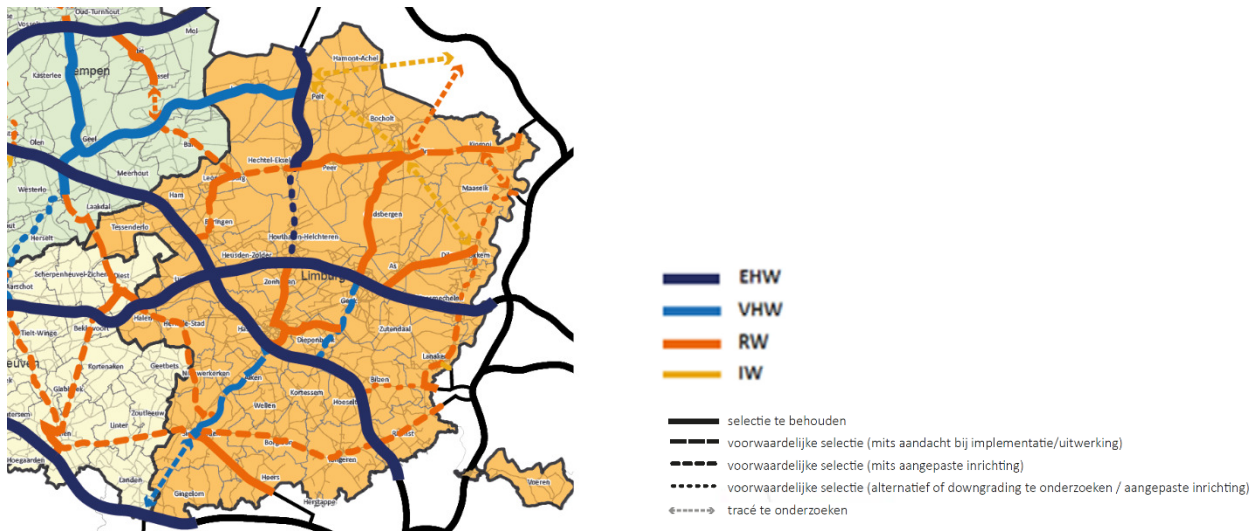 Oud-Turnhout
Mol
Kasterlee
Hamont-Achel
Pelt
Olen
Geel
Bocholt
Meerhout
Hechtel-Eksel
Peer
Westerlo
Ham
Laakdal
Tessenderlo
Herselt
Houthalen-Helchteren
Heusden-Zolder
Scherpenheuvel-Zichem
Diest
As
Limburg
Zonhoven
Genk
Halen
Zutendaal
Tielt-Winge
Bekkevoort
Diepenbeek
Kortenaken
Geetbets
Lanaken
Bilzen
Alken
Kortessem
Wellen
Hoeselt
Zoutleeuw
Linter
Riemst
Borgloon
Tongeren
Hoegaarden
Heers
Landen
Gingelom
Herstappe
Voeren
EHW
VHW
RW
IW
selectie te behouden
voorwaardelijke selectie (mits aandacht bij implementatie/uitwerking)
voorwaardelijke selectie (mits aangepaste inrichting)
voorwaardelijke selectie (alternatief of downgrading te onderzoeken / aangepaste inrichting)
tracé te onderzoeken